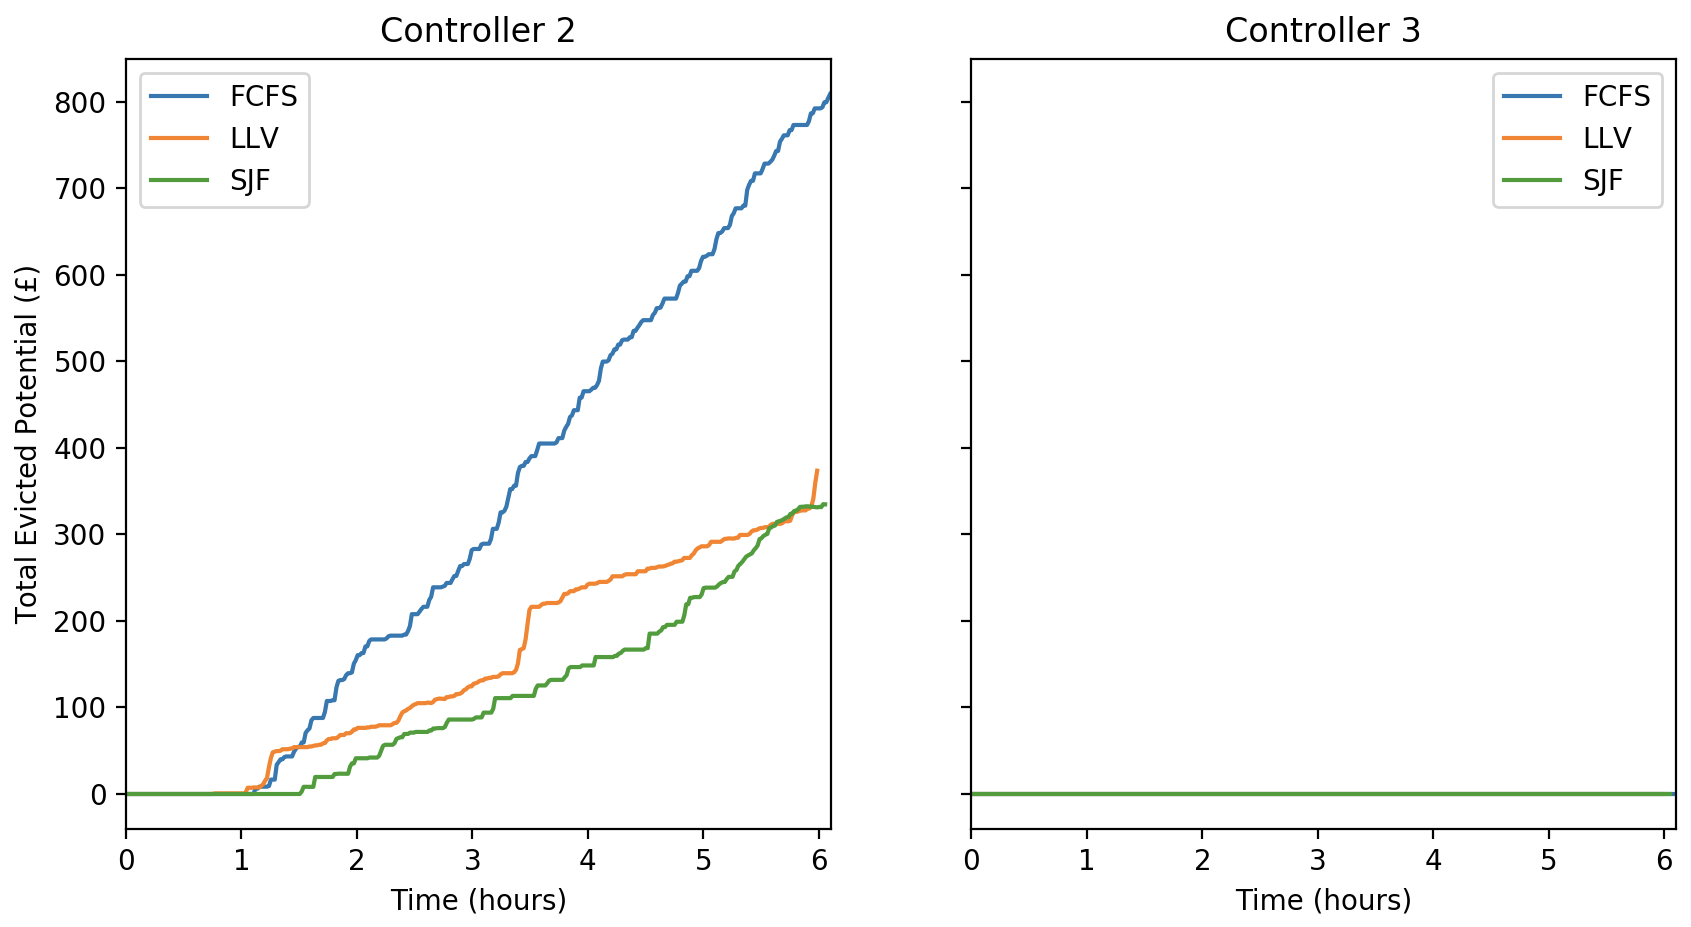 Controller 2
Controller 3
FCFS
LLV
SJF
FCFS
LLV
SJF
Total Evicted Potential (£)
800
700
600
500
400
300
200
100
0
0 1 2 3 4 5 6
0 1 2 3 4 5 6
Time (hours)
Time (hours)